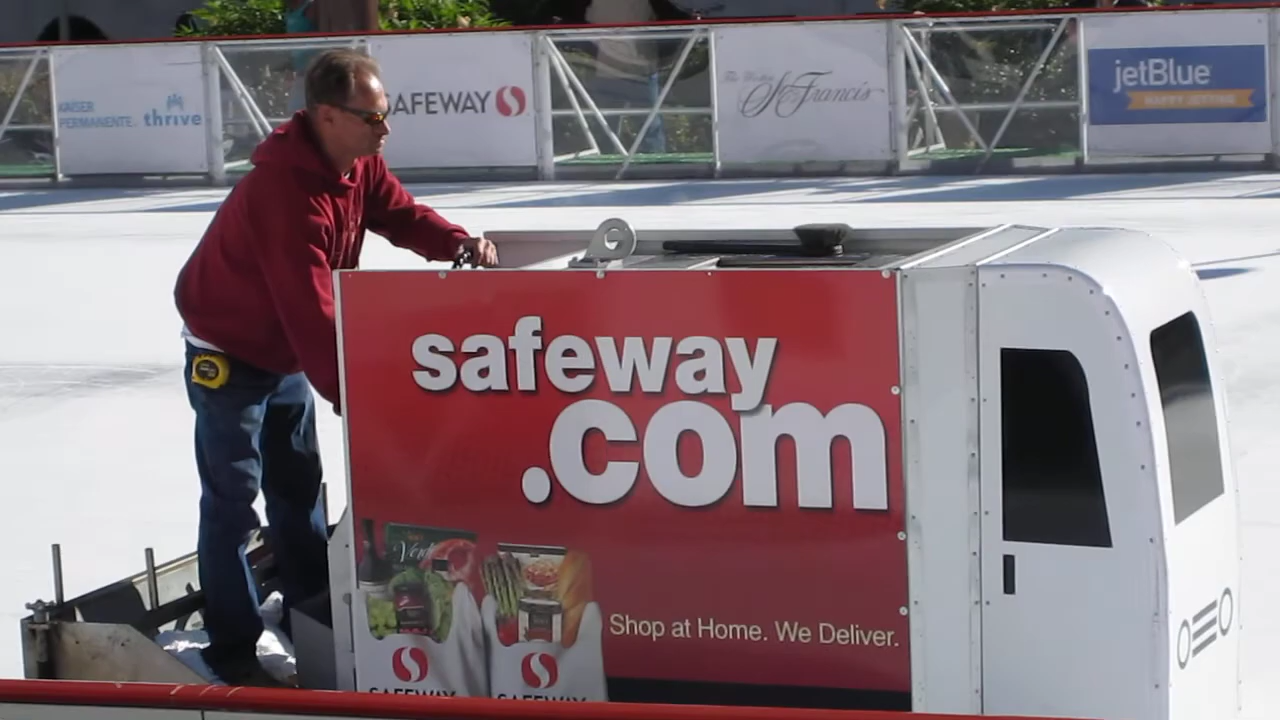 KAISER
PERMANENTE. thrive
SAFEWAY
The Westin
St Francis
jetBlue
HAPPY JETTING
safeway
.com
Verdi
Shop at Home. We Deliver.
SAFEWAY
SAFEWAY